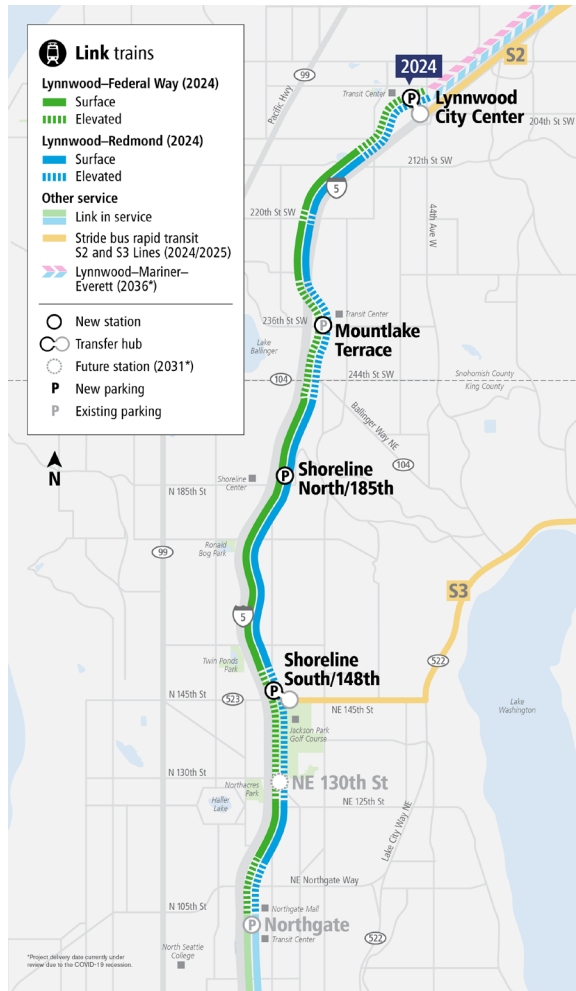 Link trains
Lynnwood–Federal Way (2024)
Surface
Elevated
Lynnwood–Redmond (2024)
Surface
Elevated
Other service
Link in service
Stride bus rapid transit
S2 and S3 Lines (2024/2025)
Lynnwood–Mariner–
Everett (2036*)
New station
Transfer hub
Future station (2031*)
P New parking
P Existing parking
N
S2
2024
99
Pacific Hwy
Transit Center
P
Lynnwood
City Center
204th St SW
212th St SW
5
44th Ave W
220th St SW
236th St SW
Transit Center
P
Mountlake
Terrace
Lake
Ballinger
104
244th St SW
Snohomish County
King County
Ballinger Way NE
104
Shoreline
Center
P
Shoreline
North/185th
N 185th St
Ronald
Bog Park
99
S3
5
522
Twin Ponds
Park
Shoreline
South/148th
P
N 145th St
523
NE 145th St
Lake
Washington
Jackson Park
Golf Course
N 130th St
NE 130th St
Northacres
Park
Haller
Lake
NE 125th St
Lake City Way NE
NE Northgate Way
N 105th St
Northgate Mall
P
Northgate
Transit Center
522
North Seattle
College
*Project delivery date currently under
review due to the COVID-19 recession.